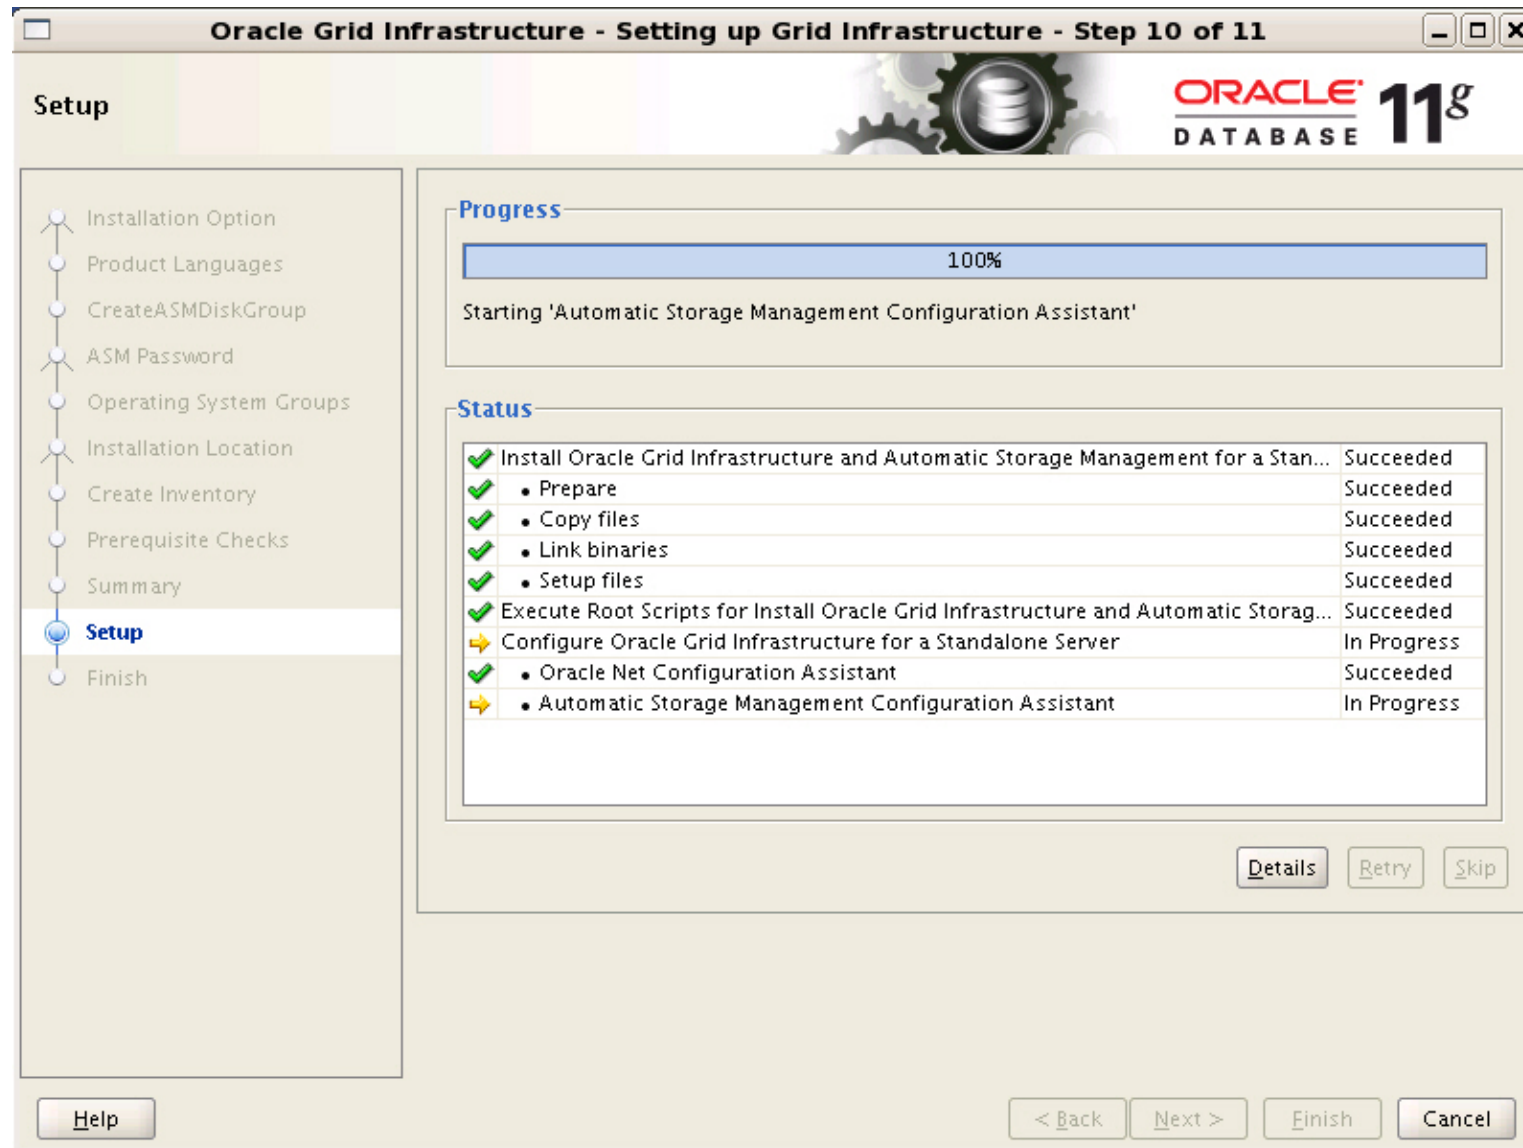 Oracle Grid Infrastructure - Setting up Grid Infrastructure - Step 10 of 11
Setup
ORACLE
DATABASE
11g
Installation Option
Product Languages
CreateASMDiskGroup
ASM Password
Operating System Groups
Installation Location
Create Inventory
Prerequisite Checks
Summary
Setup
Finish
Progress
100%
Starting 'Automatic Storage Management Configuration Assistant'
Status
Install Oracle Grid Infrastructure and Automatic Storage Management for a Stan... Succeeded
• Prepare Succeeded
• Copy files Succeeded
• Link binaries Succeeded
• Setup files Succeeded
Execute Root Scripts for Install Oracle Grid Infrastructure and Automatic Storag... Succeeded
Configure Oracle Grid Infrastructure for a Standalone Server In Progress
• Oracle Net Configuration Assistant Succeeded
• Automatic Storage Management Configuration Assistant In Progress
Details Retry Skip
Help < Back Next > Finish Cancel